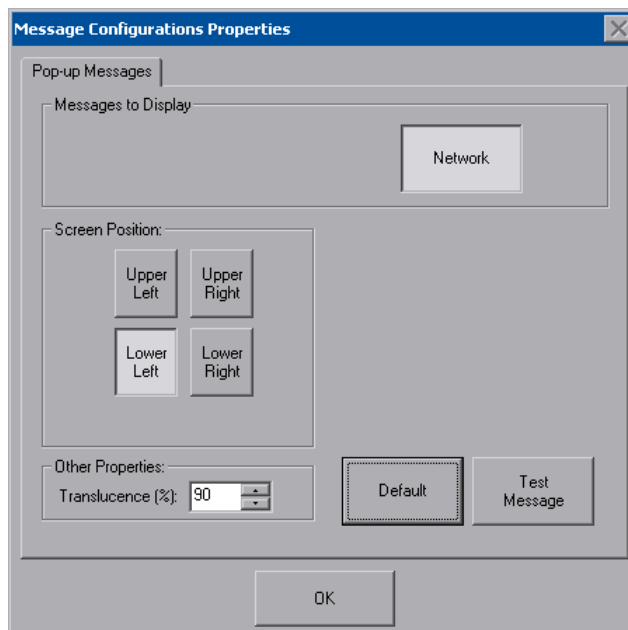 Message Configurations Properties
Pop-up Messages
Messages to Display
Network
Screen Position:
Upper
Left
Upper
Right
Lower
Left
Lower
Right
Other Properties:
Translucence (%): 90
Default
Test
Message
OK